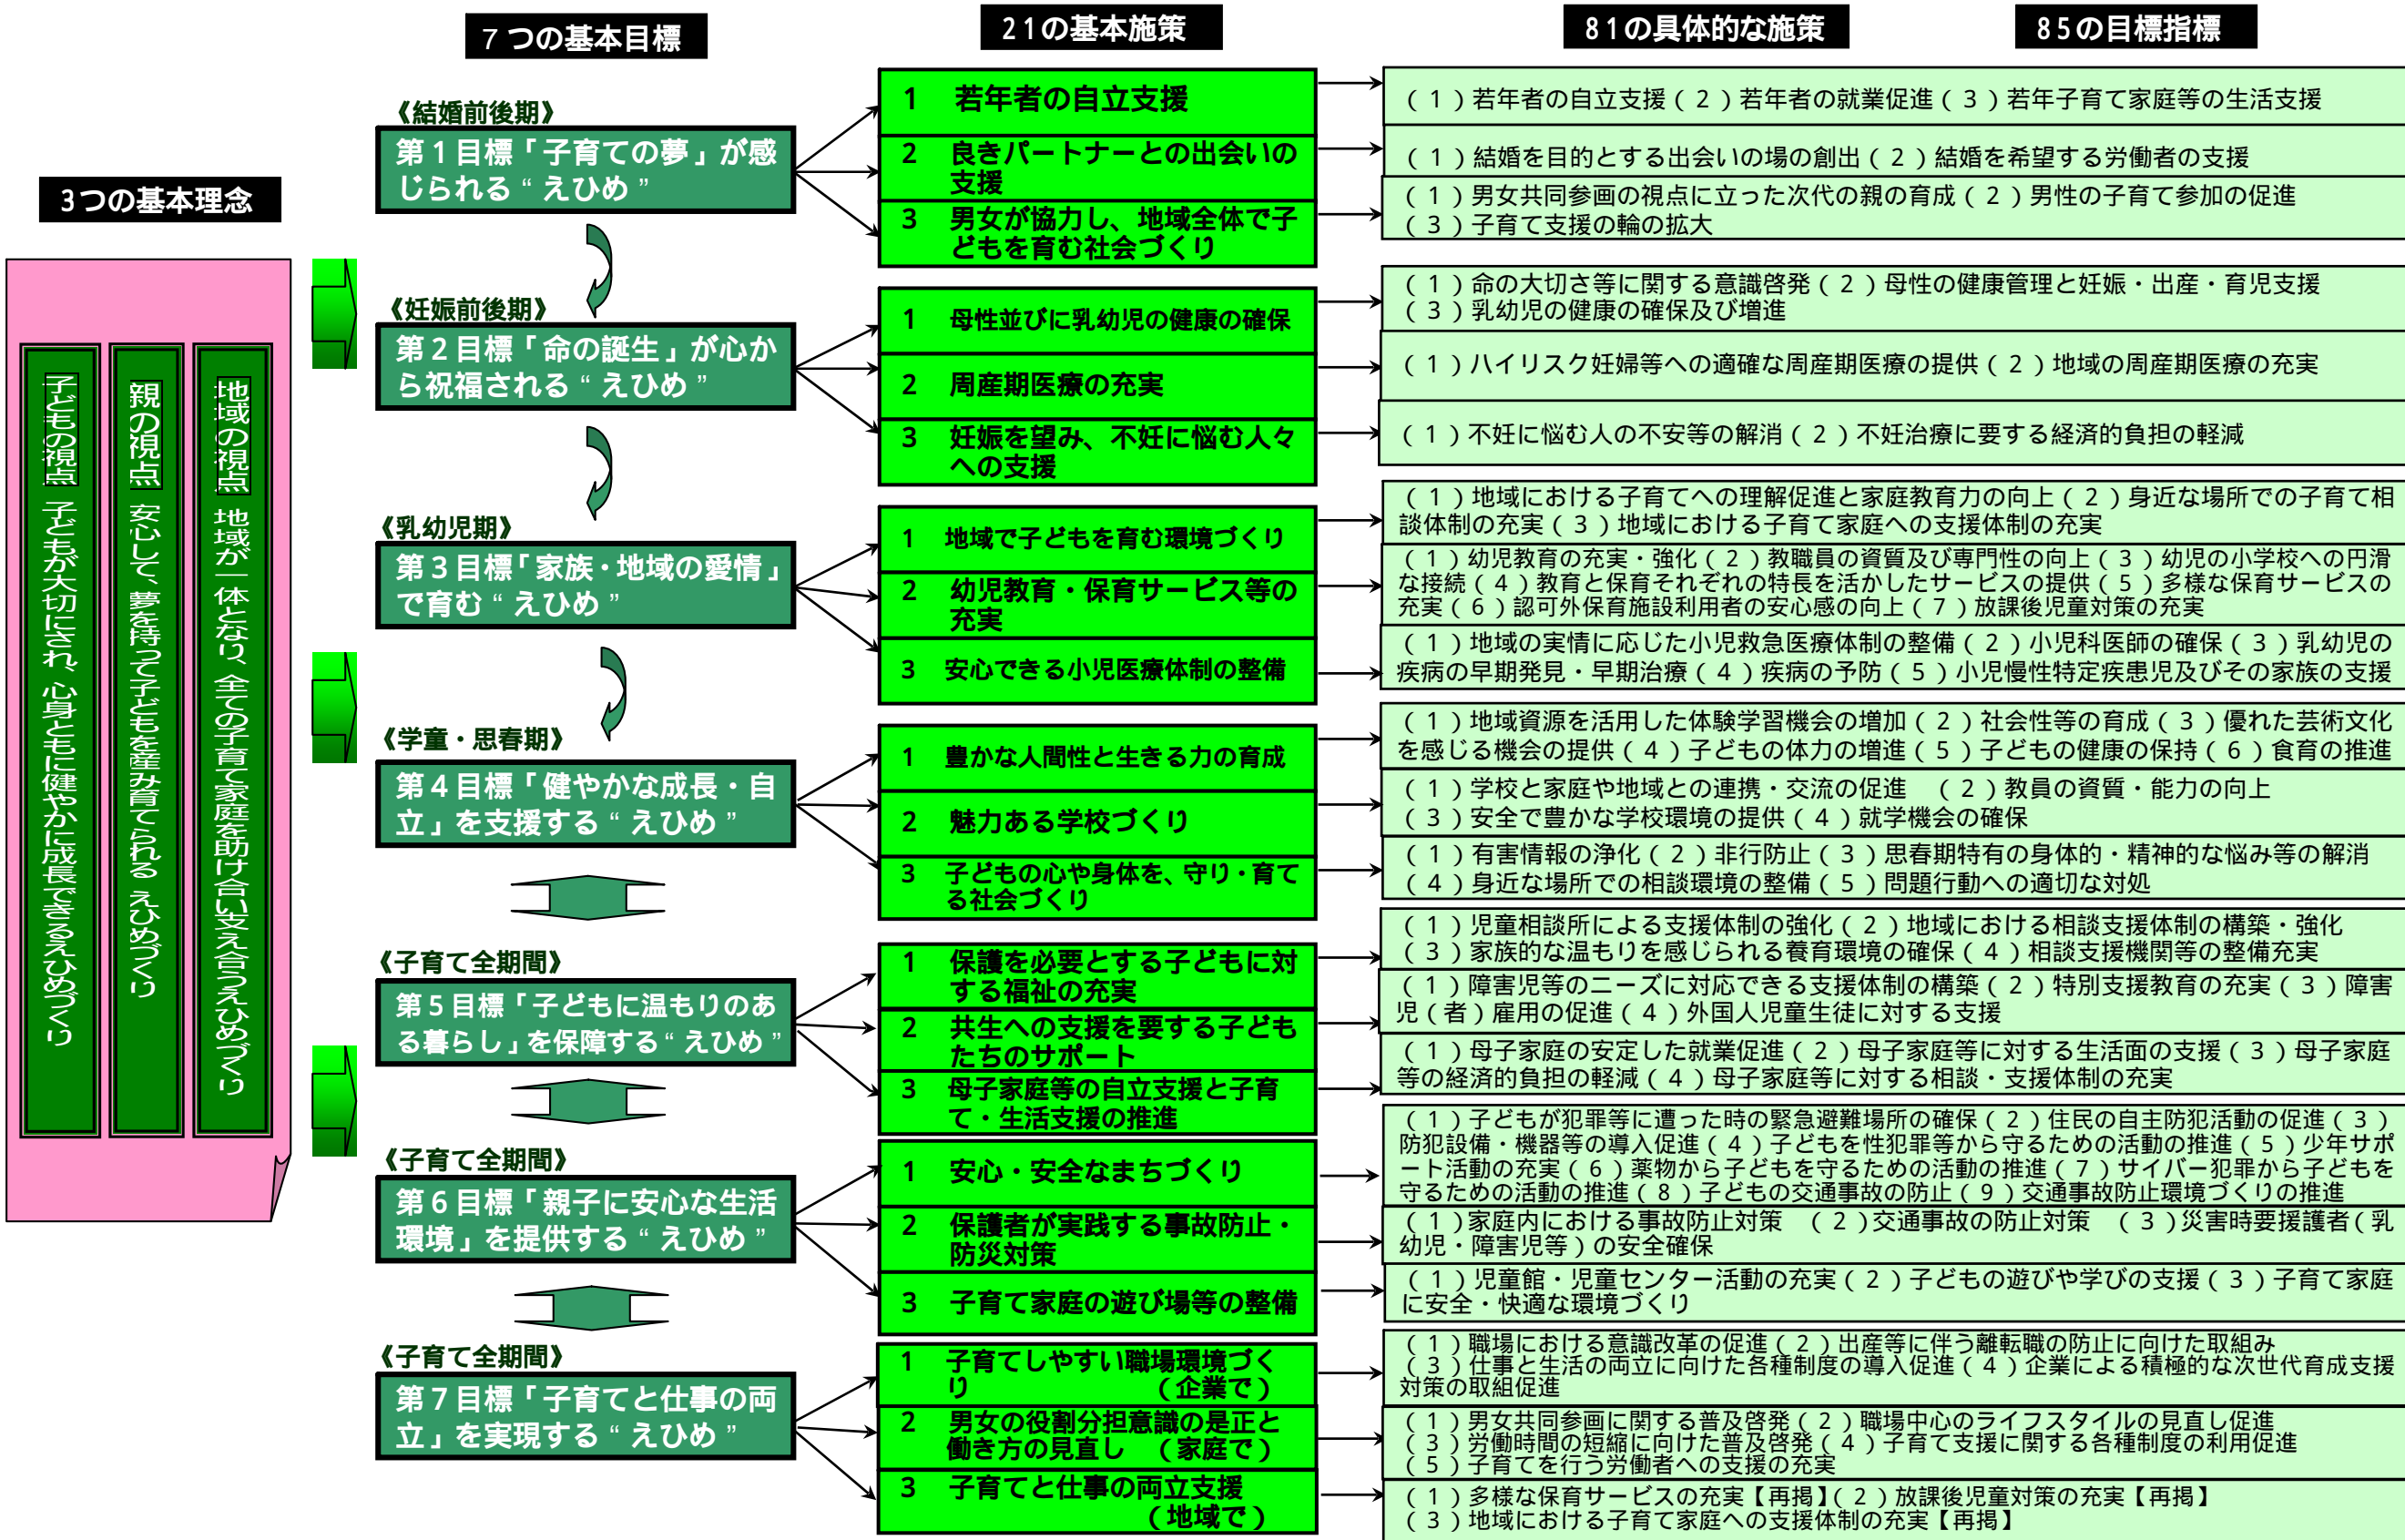 7つの基本目標
21の基本施策
81の具体的な施策
85の目標指標
3つの基本理念
地域の視点 地域が一体となり、全ての子育て家庭を助け合い支え合うえひめづくり
親の視点 安心して、夢を持って子どもを産み育てられる えひめづくり
子どもの視点 子どもが大切にされ、心身ともに健やかに成長できるえひめづくり
《結婚前後期》
第1目標「子育ての夢」が感
じられる“えひめ”
1 若年者の自立支援
(1)若年者の自立支援(2)若年者の就業促進(3)若年子育て家庭等の生活支援
2 良きパートナーとの出会いの
支援
(1)結婚を目的とする出会いの場の創出(2)結婚を希望する労働者の支援
3 男女が協力し、地域全体で子
どもを育む社会づくり
(1)男女共同参画の視点に立った次代の親の育成(2)男性の子育て参加の促進
(3)子育て支援の輪の拡大
《妊娠前後期》
第2目標「命の誕生」が心か
ら祝福される“えひめ”
1 母性並びに乳幼児の健康の確保
(1)命の大切さ等に関する意識啓発(2)母性の健康管理と妊娠・出産・育児支援
(3)乳幼児の健康の確保及び増進
2 周産期医療の充実
(1)ハイリスク妊婦等への適確な周産期医療の提供(2)地域の周産期医療の充実
3 妊娠を望み、不妊に悩む人々
への支援
(1)不妊に悩む人の不安等の解消(2)不妊治療に要する経済的負担の軽減
《乳幼児期》
第3目標「家族・地域の愛情」
で育む“えひめ”
1 地域で子どもを育む環境づくり
(1)地域における子育てへの理解促進と家庭教育力の向上(2)身近な場所での子育て相
談体制の充実(3)地域における子育て家庭への支援体制の充実
2 幼児教育・保育サービス等の
充実
(1)幼児教育の充実・強化(2)教職員の資質及び専門性の向上(3)幼児の小学校への円滑
な接続(4)教育と保育それぞれの特長を活かしたサービスの提供(5)多様な保育サービスの
充実(6)認可外保育施設利用者の安心感の向上(7)放課後児童対策の充実
3 安心できる小児医療体制の整備
(1)地域の実情に応じた小児救急医療体制の整備(2)小児科医師の確保(3)乳幼児の
疾病の早期発見・早期治療(4)疾病の予防(5)小児慢性特定疾患児及びその家族の支援
《学童・思春期》
第4目標「健やかな成長・自
立」を支援する“えひめ”
1 豊かな人間性と生きる力の育成
(1)地域資源を活用した体験学習機会の増加(2)社会性等の育成(3)優れた芸術文化
を感じる機会の提供(4)子どもの体力の増進(5)子どもの健康の保持(6)食育の推進
2 魅力ある学校づくり
(1)学校と家庭や地域との連携・交流の促進 (2)教員の資質・能力の向上
(3)安全で豊かな学校環境の提供(4)就学機会の確保
3 子どもの心や身体を、守り・育て
る社会づくり
(1)有害情報の浄化(2)非行防止(3)思春期特有の身体的・精神的な悩み等の解消
(4)身近な場所での相談環境の整備(5)問題行動への適切な対処
《子育て全期間》
第5目標「子どもに温もりのあ
る暮らし」を保障する“えひめ”
1 保護を必要とする子どもに対
する福祉の充実
(1)児童相談所による支援体制の強化(2)地域における相談支援体制の構築・強化
(3)家族的な温もりを感じられる養育環境の確保(4)相談支援機関等の整備充実
2 共生への支援を要する子ども
たちのサポート
(1)障害児等のニーズに対応できる支援体制の構築(2)特別支援教育の充実(3)障害
児(者)雇用の促進(4)外国人児童生徒に対する支援
3 母子家庭等の自立支援と子育
て・生活支援の推進
(1)母子家庭の安定した就業促進(2)母子家庭等に対する生活面の支援(3)母子家庭
等の経済的負担の軽減(4)母子家庭等に対する相談・支援体制の充実
《子育て全期間》
第6目標「親子に安心な生活
環境」を提供する“えひめ”
1 安心・安全なまちづくり
(1)子どもが犯罪等に遭った時の緊急避難場所の確保(2)住民の自主防犯活動の促進(3)
防犯設備・機器等の導入促進(4)子どもを性犯罪等から守るための活動の推進(5)少年サポ
ート活動の充実(6)薬物から子どもを守るための活動の推進(7)サイバー犯罪から子どもを
守るための活動の推進(8)子どもの交通事故の防止(9)交通事故防止環境づくりの推進
2 保護者が実践する事故防止・
防災対策
(1)家庭内における事故防止対策 (2)交通事故の防止対策 (3)災害時要援護者(乳
幼児・障害児等)の安全確保
3 子育て家庭の遊び場等の整備
(1)児童館・児童センター活動の充実(2)子どもの遊びや学びの支援(3)子育て家庭
に安全・快適な環境づくり
《子育て全期間》
第7目標「子育てと仕事の両
立」を実現する“えひめ”
1 子育てしやすい職場環境づく
り (企業で)
(1)職場における意識改革の促進(2)出産等に伴う離転職の防止に向けた取組み
(3)仕事と生活の両立に向けた各種制度の導入促進(4)企業による積極的な次世代育成支援
対策の取組促進
2 男女の役割分担意識の是正と
働き方の見直し (家庭で)
(1)男女共同参画に関する普及啓発(2)職場中心のライフスタイルの見直し促進
(3)労働時間の短縮に向けた普及啓発(4)子育て支援に関する各種制度の利用促進
(5)子育てを行う労働者への支援の充実
3 子育てと仕事の両立支援
(地域で)
(1)多様な保育サービスの充実【再掲】(2)放課後児童対策の充実【再掲】
(3)地域における子育て家庭への支援体制の充実【再掲】